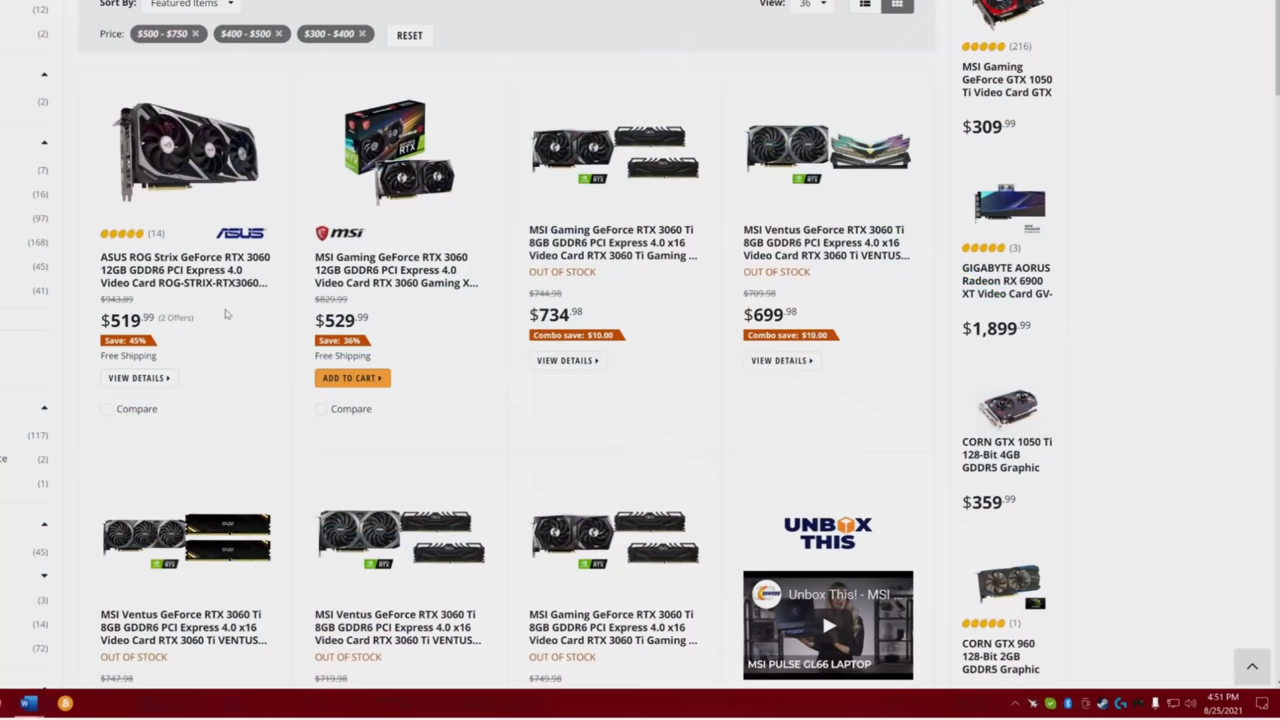 (12)
(2)
(2)
(7)
(16)
(97)
(168)
(45)
(41)
(117)
ce
(2)
(1)
(45)
(3)
(14)
(72)
Sort By: Featured Items
View: 36
Price: $500 - $750 × $400 - $500 × $300 - $400 × RESET
(14) ASUS
ASUS ROG Strix GeForce RTX 3060
12GB GDDR6 PCI Express 4.0
Video Card ROG-STRIX-RTX3060...
$943.89
$519.99 (2 Offers)
Save: 45%
Free Shipping
VIEW DETAILS
Compare
msi
MSI Gaming GeForce RTX 3060
12GB GDDR6 PCI Express 4.0
Video Card RTX 3060 Gaming X...
$829.99
$529.99
Save: 36%
Free Shipping
ADD TO CART
Compare
MSI Gaming GeForce RTX 3060 Ti
8GB GDDR6 PCI Express 4.0 x16
Video Card RTX 3060 Ti Gaming ...
OUT OF STOCK
$744.98
$734.98
Combo save: $10.00
VIEW DETAILS
MSI Ventus GeForce RTX 3060 Ti
8GB GDDR6 PCI Express 4.0 x16
Video Card RTX 3060 Ti VENTUS...
OUT OF STOCK
$709.98
$699.98
Combo save: $10.00
VIEW DETAILS
MSI Ventus GeForce RTX 3060 Ti
8GB GDDR6 PCI Express 4.0 x16
Video Card RTX 3060 Ti VENTUS...
OUT OF STOCK
$747.98
MSI Ventus GeForce RTX 3060 Ti
8GB GDDR6 PCI Express 4.0 x16
Video Card RTX 3060 Ti VENTUS...
OUT OF STOCK
$719.98
MSI Gaming GeForce RTX 3060 Ti
8GB GDDR6 PCI Express 4.0 x16
Video Card RTX 3060 Ti Gaming ...
OUT OF STOCK
$749.98
UNBOX
THIS
Unbox This! - MSI ...
MSI PULSE GL66 LAPTOP
(216)
MSI Gaming
GeForce GTX 1050
Ti Video Card GTX
$309.99
(3)
GIGABYTE AORUS
Radeon RX 6900
XT Video Card GV-
$1,899.99
CORN GTX 1050 Ti
128-Bit 4GB
GDDR5 Graphic
$359.99
(1)
CORN GTX 960
128-Bit 2GB
GDDR5 Graphic
4:51 PM
8/25/2021